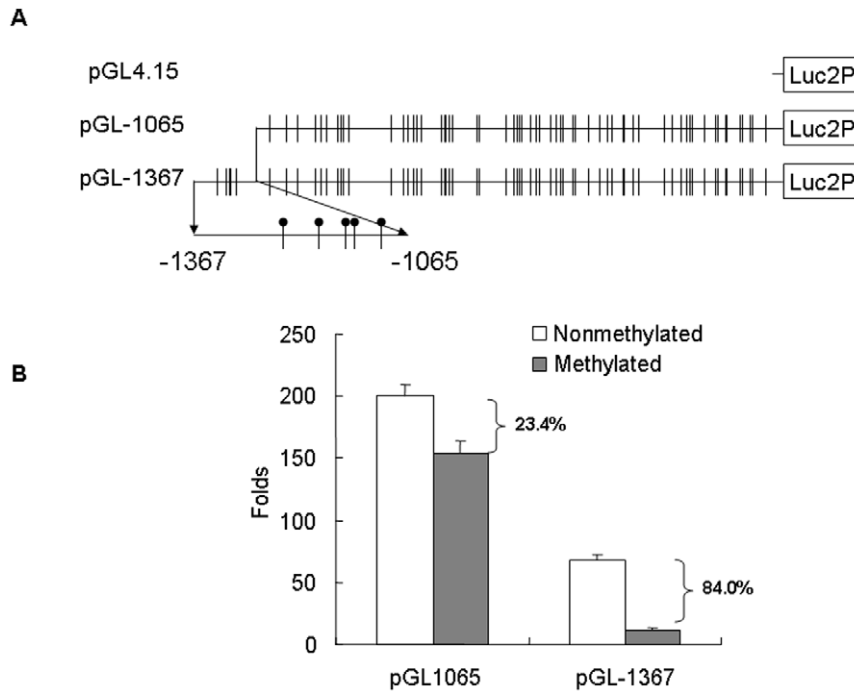 A
pGL4.15
Luc2P
pGL-1065
Luc2P
pGL-1367
Luc2P
-1367
-1065
B
250
200
150
100
50
0
Folds
Nonmethylated
Methylated
23.4%
84.0%
pGL1065
pGL-1367